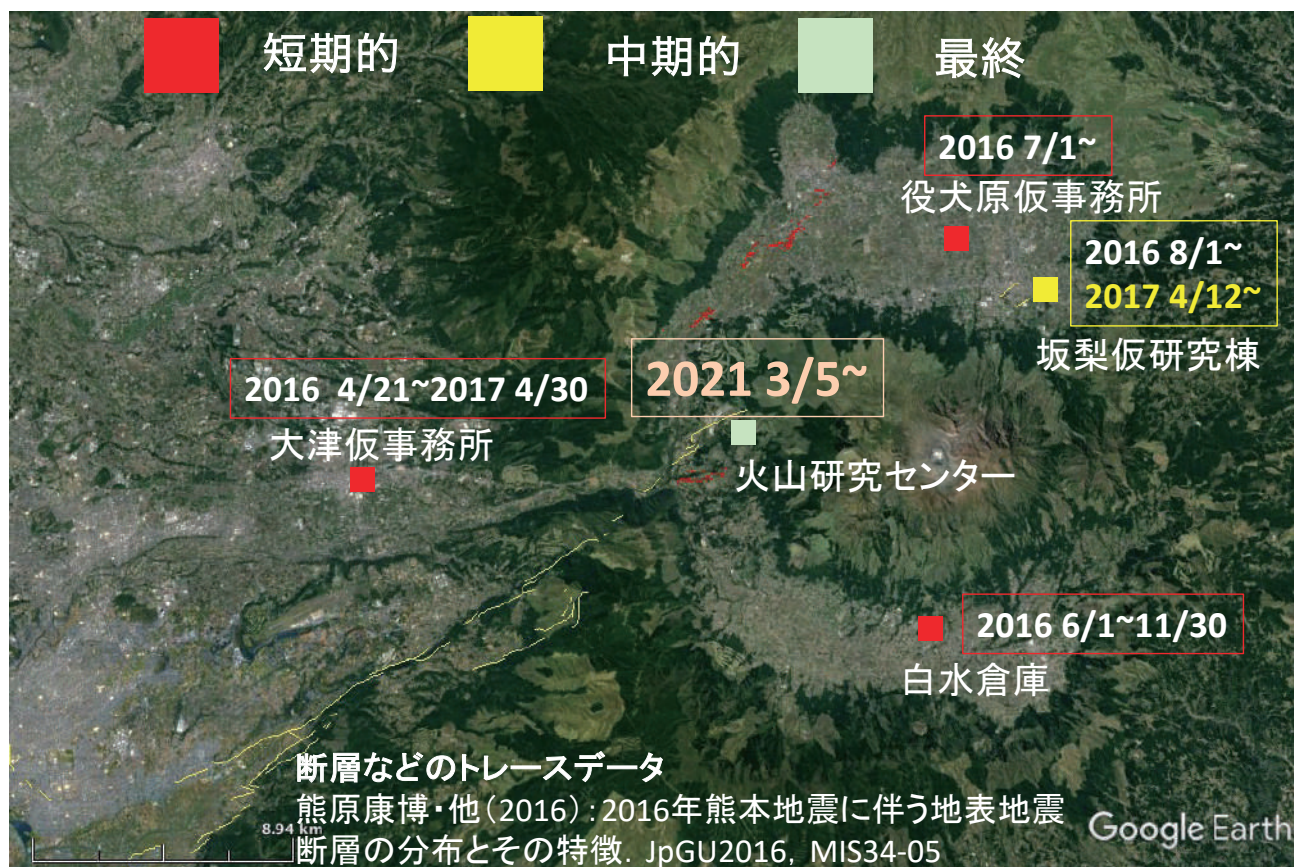 短期的 中期的 最終
2016 7/1~
役犬原仮事務所
2016 8/1~
2017 4/12~
坂梨仮研究棟
2021 3/5~
2016 4/21~2017 4/30
大津仮事務所
火山研究センター
2016 6/1~11/30
白水倉庫
断層などのトレースデータ
熊原康博・他(2016):2016年熊本地震に伴う地表地震
断層の分布とその特徴. JpGU2016, MIS34-05
8.94 km
Google Earth